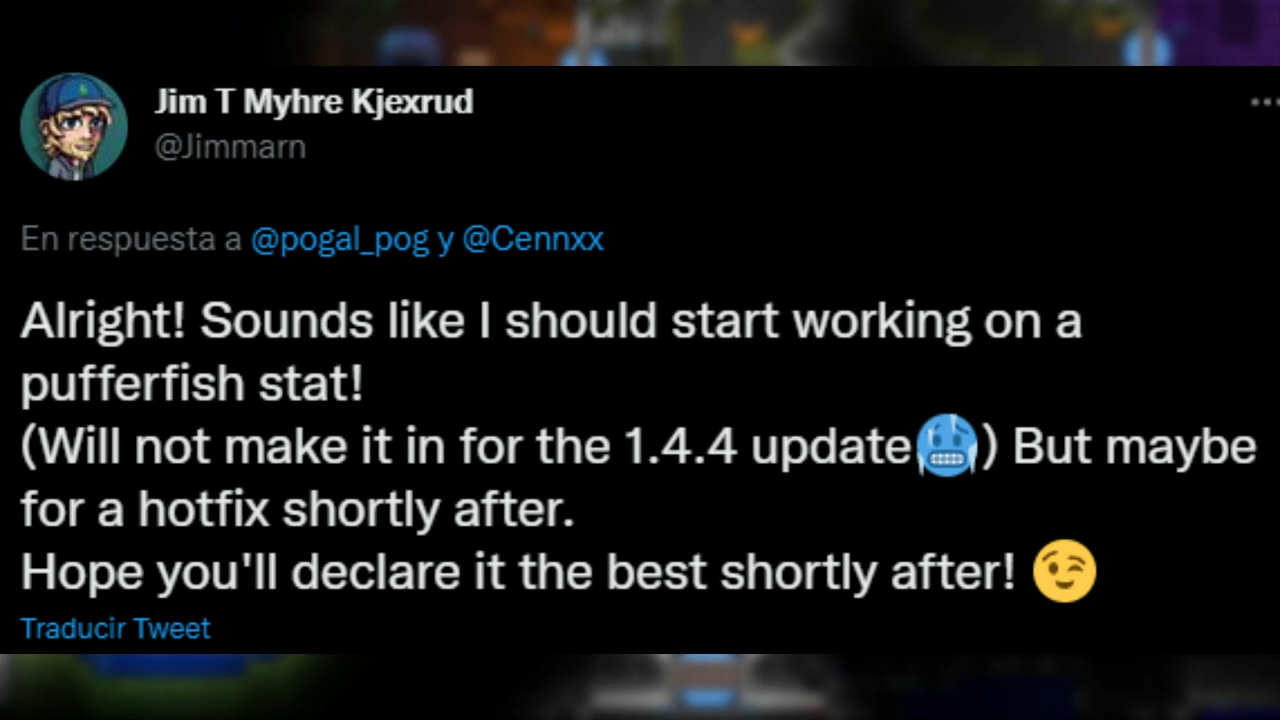 Jim T Myhre Kjexrud
@Jimmarn
En respuesta a @pogal_pog y @Cennxx
Alright! Sounds like I should start working on a
pufferfish stat!
(Will not make it in for the 1.4.4 update🥶) But maybe
for a hotfix shortly after.
Hope you'll declare it the best shortly after! 😉
Traducir Tweet